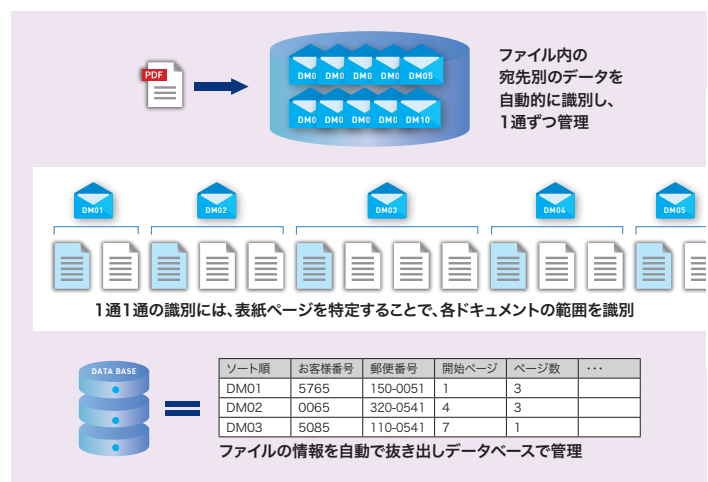 PDF
DM0 DM0 DM0 DM0 DM05
DM0 DM0 DM0 DM0 DM10
ファイル内の
宛先別のデータを
自動的に識別し、
1通ずつ管理
DM01 DM02 DM03 DM04 DM05
1通1通の識別には、表紙ページを特定することで、各ドキュメントの範囲を識別
DATA BASE
ソート順 お客様番号 郵便番号 開始ページ ページ数 ・・・
DM01 5765 150-0051 1 3
DM02 0065 320-0541 4 3
DM03 5085 110-0541 7 1
ファイルの情報を自動で抜き出しデータベースで管理